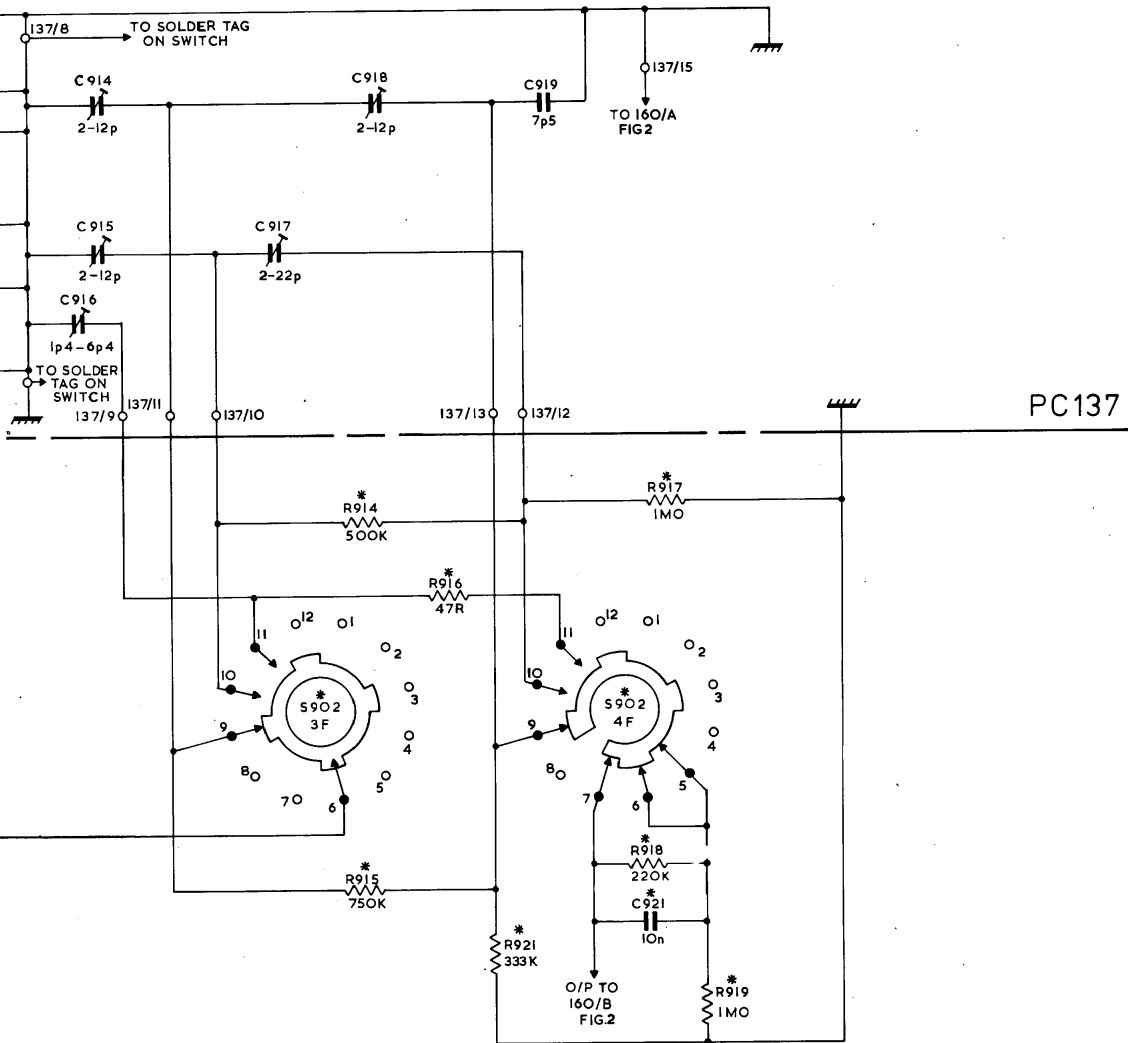 137/8
TO SOLDER TAG
ON SWITCH
C914
2-12p
C918
2-12p
C919
7p5
137/15
TO 160/A
FIG2
C915
2-12p
C917
2-22p
C916
1p4-6p4
TO SOLDER
TAG ON
SWITCH
137/9
137/11
137/10
137/13
137/12
PC137
*
R917
1M0
*
R914
500K
*
R916
47R
11
12
1
2
3
4
5
6
7
8
9
10
*
S902
3F
11
12
1
2
3
4
5
6
7
8
9
10
*
S902
4F
*
R918
220K
*
C921
10n
*
R915
750K
*
R921
333K
O/P TO
160/B
FIG.2
*
R919
1M0